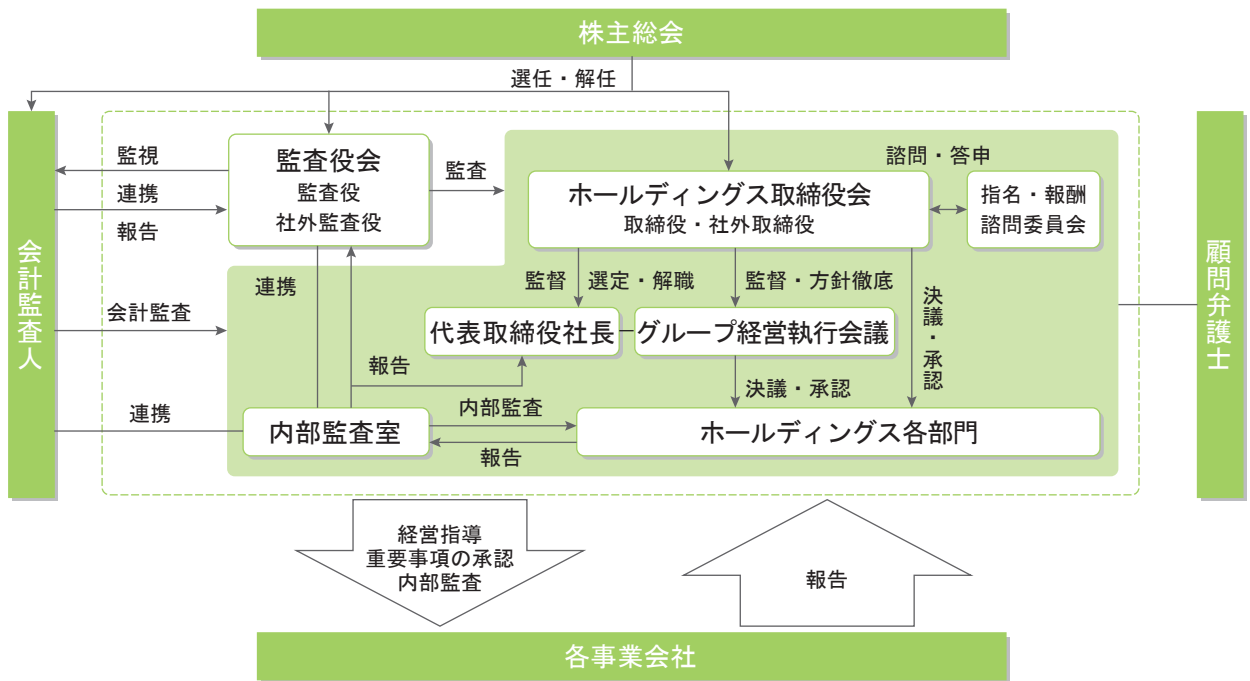 株主総会
選任・解任
会計監査人
監視
連携
報告
監査役会
監査役
社外監査役
監査
諮問・答申
ホールディングス取締役会
取締役・社外取締役
指名・報酬
諮問委員会
顧問弁護士
連携
監督
選定・解職
監督・方針徹底
決議・承認
会計監査
代表取締役社長
グループ経営執行会議
報告
決議・承認
連携
内部監査室
内部監査
報告
ホールディングス各部門
経営指導
重要事項の承認
内部監査
報告
各事業会社